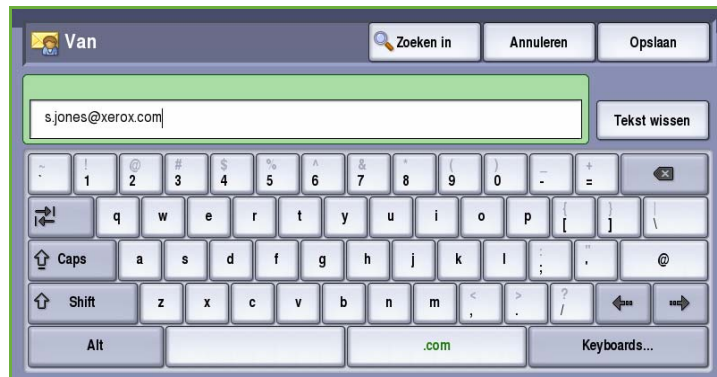 Van Zoeken in Annuleren Opslaan
s.jones@xerox.com Tekst wissen
~ ! @ # $ % ^ & * ( ) _ +
` 1 2 3 4 5 6 7 8 9 0 - =
q w e r t y u i o p { [ } ] | \
Caps a s d f g h j k l : ; " ' @
Shift z x c v b n m < , > . ? /
Alt .com Keyboards...